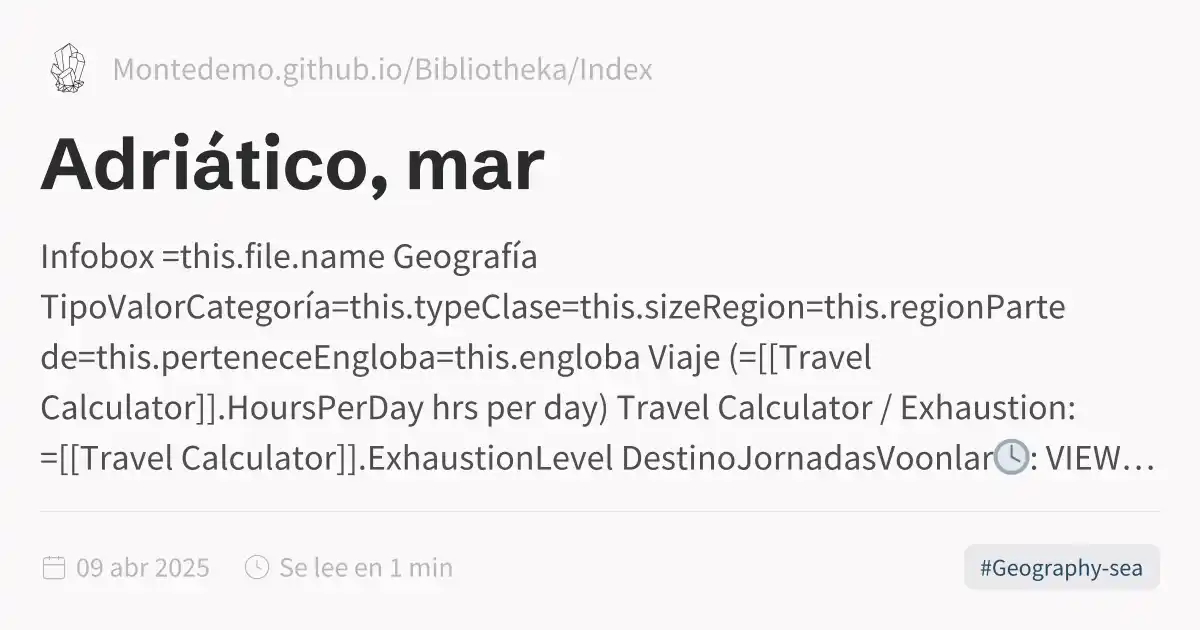 Montedemo.github.io/Bibliotheka/Index
Adriático, mar
Infobox =this.file.name Geografía
TipoValorCategoría=this.typeClase=this.sizeRegion=this.regionParte
de=this.perteneceEngloba=this.engloba Viaje (=[[Travel
Calculator]].HoursPerDay hrs per day) Travel Calculator / Exhaustion:
=[[Travel Calculator]].ExhaustionLevel DestinoJornadasVoonlar🕓: VIEW…
09 abr 2025 Se lee en 1 min #Geography-sea